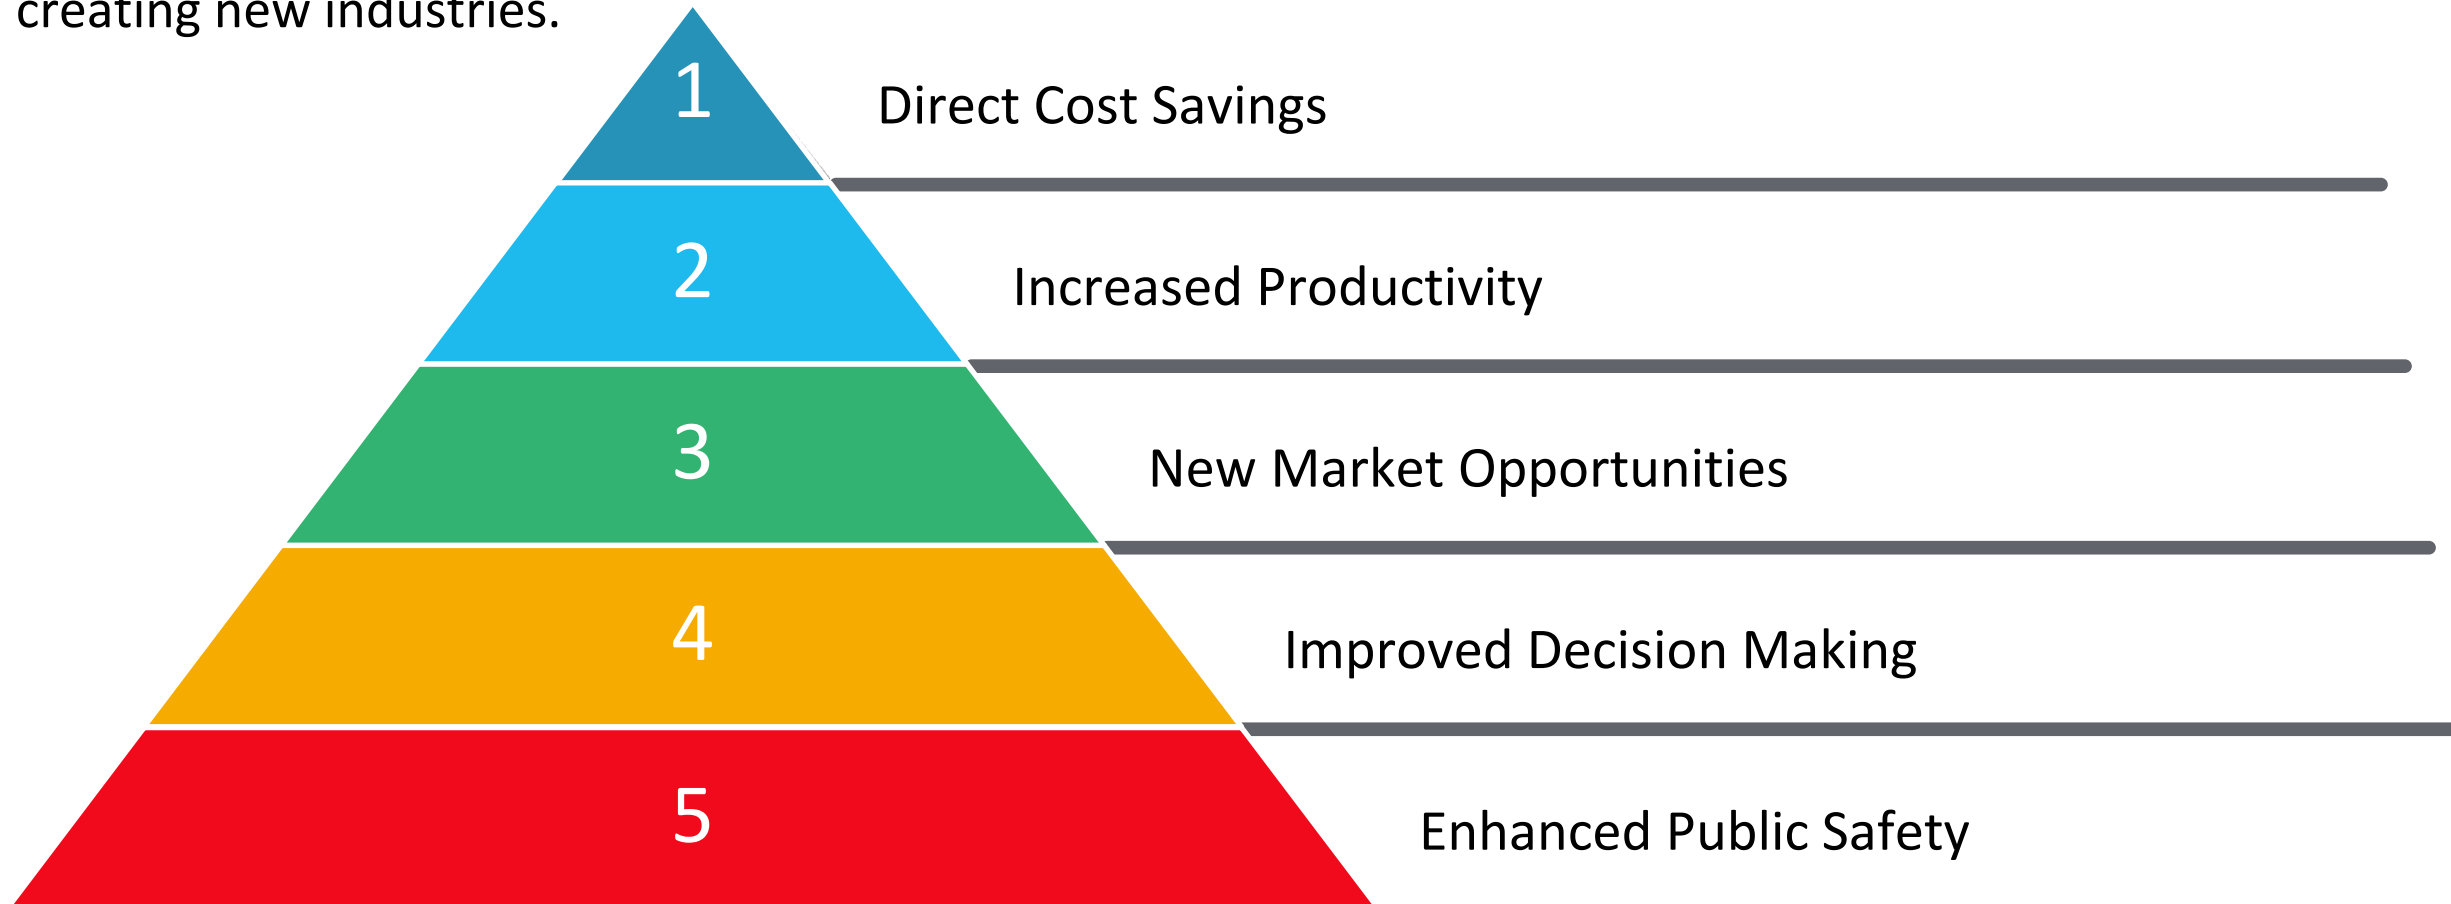 creating new industries.
1
Direct Cost Savings
2
Increased Productivity
3
New Market Opportunities
4
Improved Decision Making
5
Enhanced Public Safety